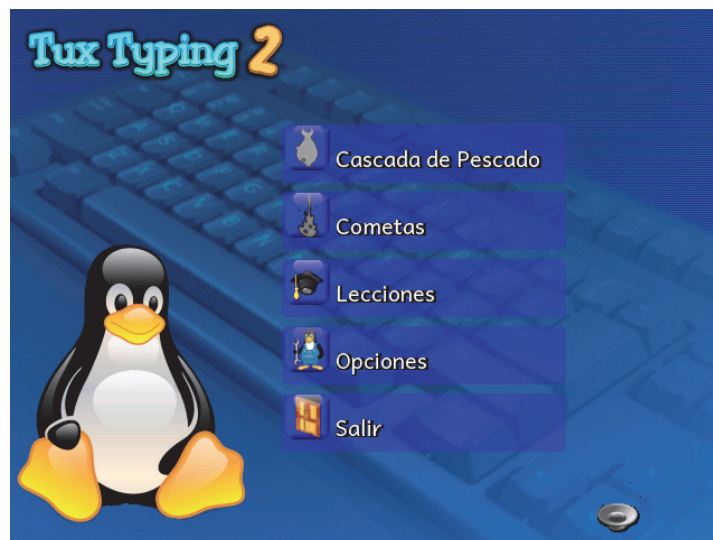 Tux Typing 2
Cascada de Pescado
Cometas
Lecciones
Opciones
Salir